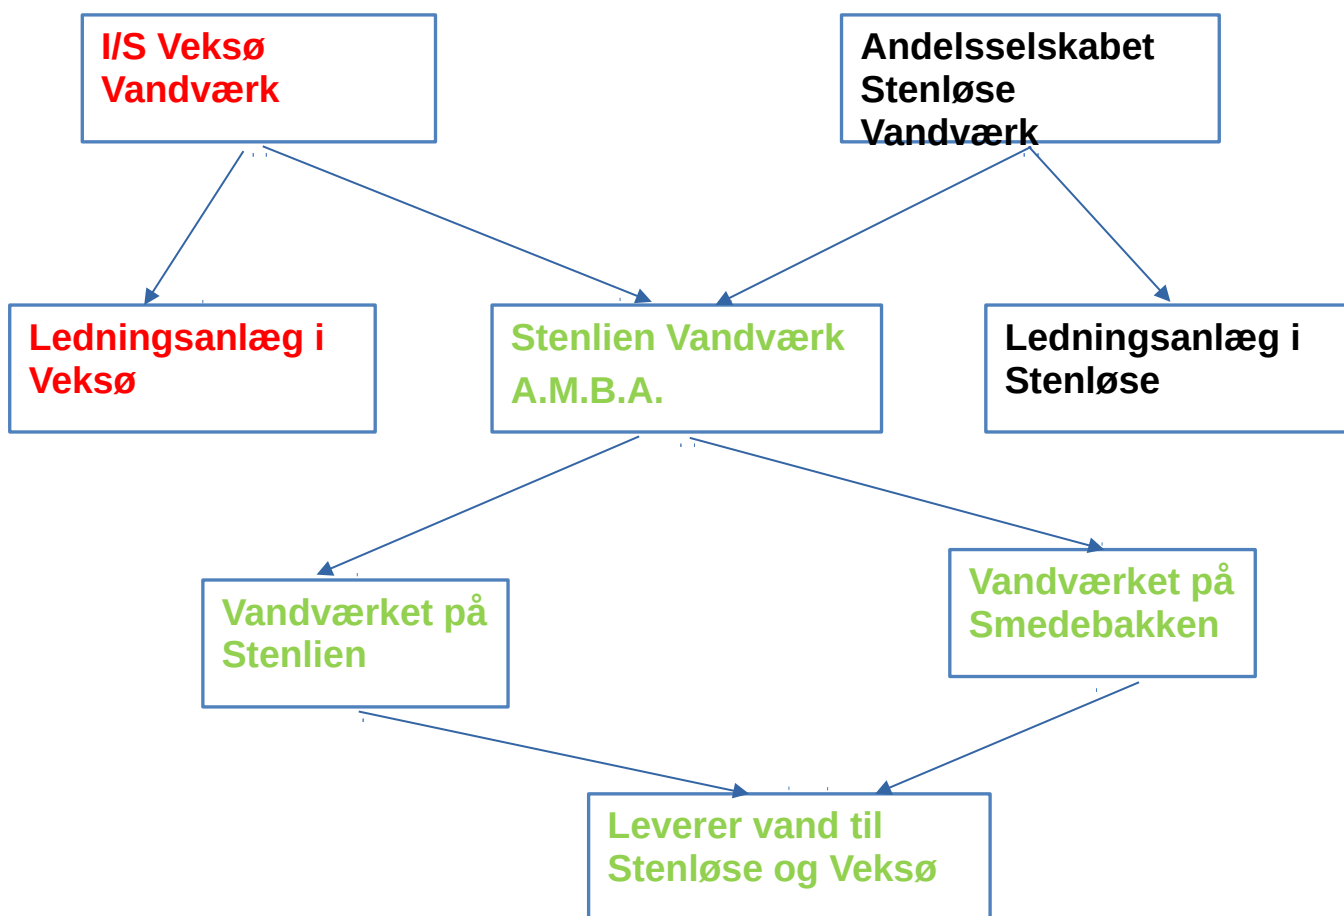 I/S Veksø
Vandværk
Andelsselskabet
Stenløse
Vandværk
Ledningsanlæg i
Veksø
Stenlien Vandværk
A.M.B.A.
Ledningsanlæg i
Stenløse
Vandværket på
Stenlien
Vandværket på
Smedebakken
Leverer vand til
Stenløse og Veksø